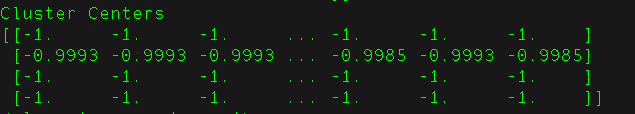 Cluster Centers
[[-1.     -1.     -1.     ... -1.     -1.     -1.    ]
 [-0.9993 -0.9993 -0.9993 ... -0.9985 -0.9993 -0.9985]
 [-1.     -1.     -1.     ... -1.     -1.     -1.    ]
 [-1.     -1.     -1.     ... -1.     -1.     -1.    ]]